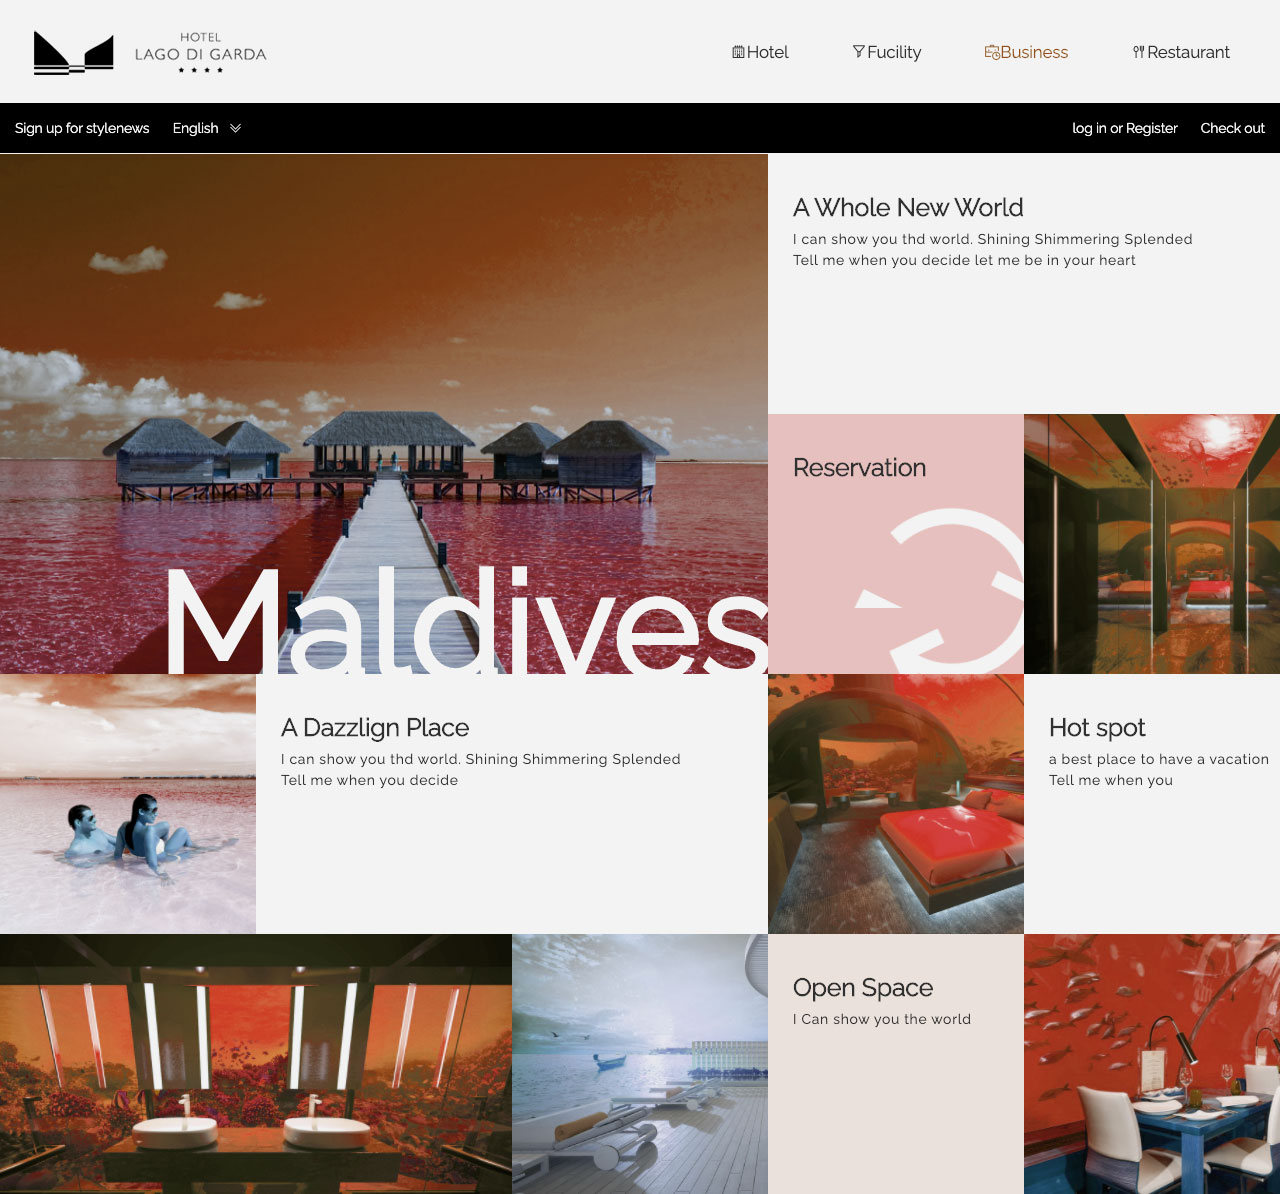 HOTEL
LAGO DI GARDA
Hotel
Fucility
Business
Restaurant
Sign up for stylenews
English
log in or Register
Check out
A Whole New World
I can show you thd world. Shining Shimmering Splended
Tell me when you decide let me be in your heart
Reservation
Maldives
A Dazzlign Place
I can show you thd world. Shining Shimmering Splended
Tell me when you decide
Hot spot
a best place to have a vacation
Tell me when you
Open Space
I Can show you the world